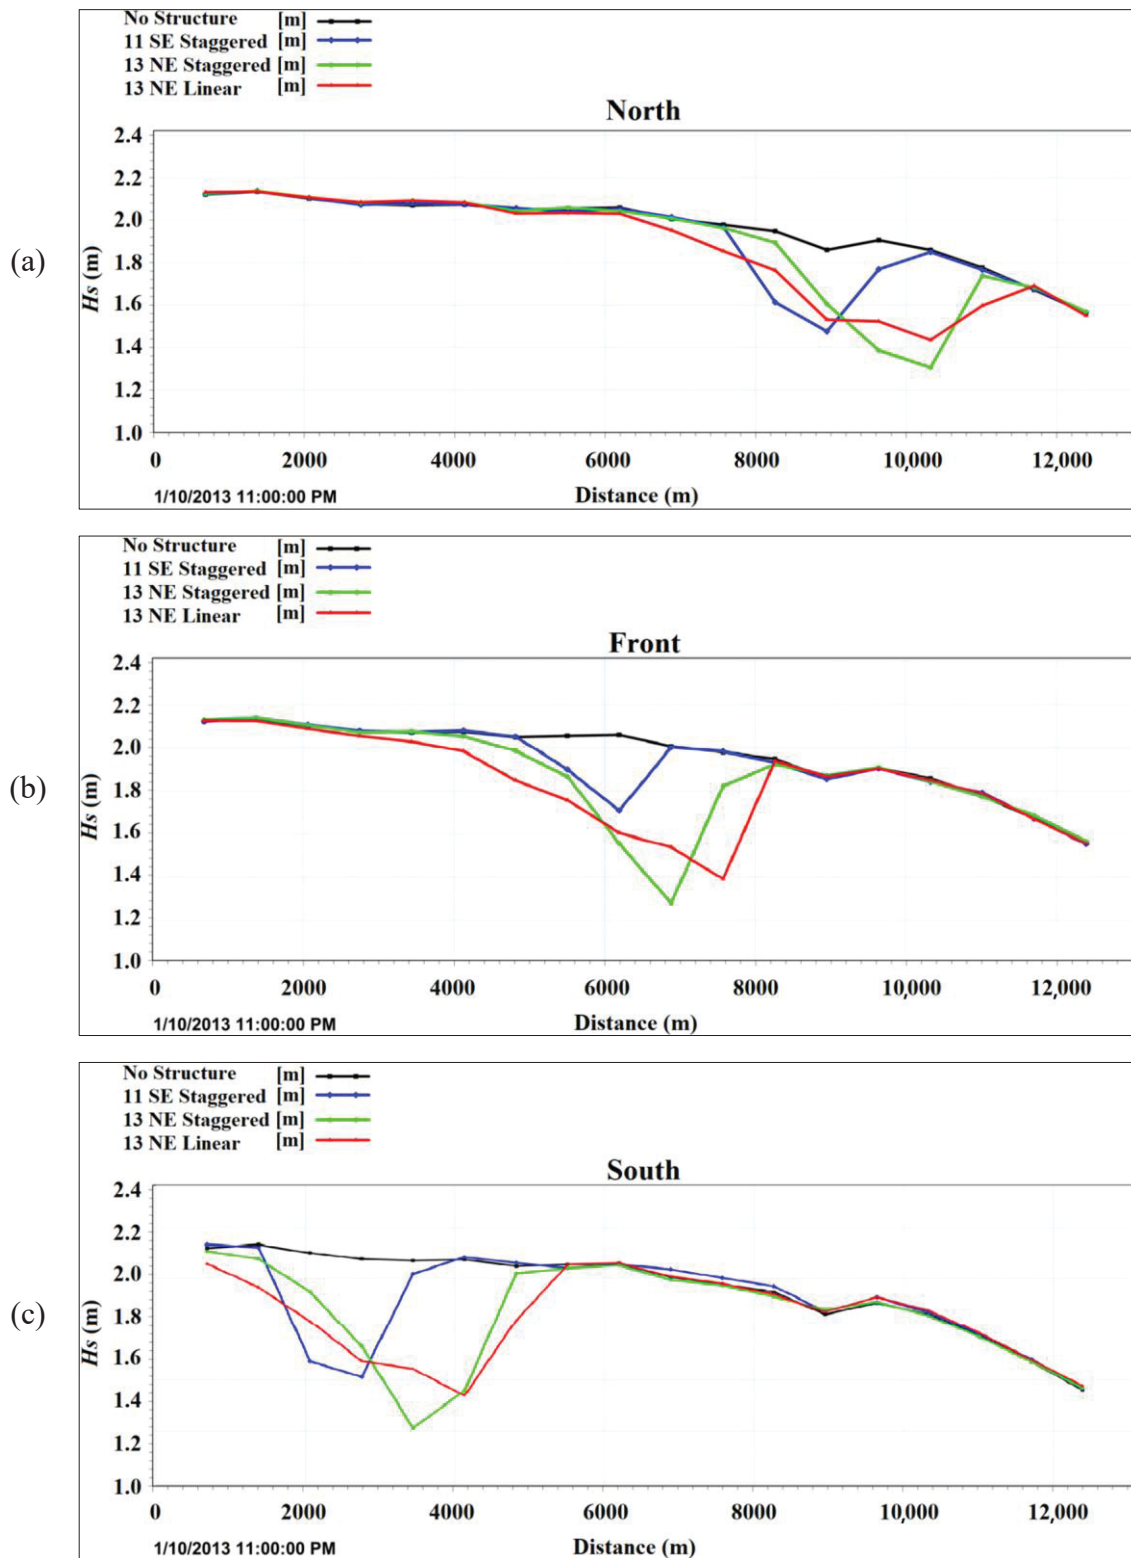 No Structure [m]
11 SE Staggered [m]
13 NE Staggered [m]
13 NE Linear [m]
North
(a)
Hs (m)
2.4
2.2
2.0
1.8
1.6
1.4
1.2
1.0
0 2000 4000 6000 8000 10,000 12,000
1/10/2013 11:00:00 PM
Distance (m)
No Structure [m]
11 SE Staggered [m]
13 NE Staggered [m]
13 NE Linear [m]
Front
(b)
Hs (m)
2.4
2.2
2.0
1.8
1.6
1.4
1.2
1.0
0 2000 4000 6000 8000 10,000 12,000
1/10/2013 11:00:00 PM
Distance (m)
No Structure [m]
11 SE Staggered [m]
13 NE Staggered [m]
13 NE Linear [m]
South
(c)
Hs (m)
2.4
2.2
2.0
1.8
1.6
1.4
1.2
1.0
0 2000 4000 6000 8000 10,000 12,000
1/10/2013 11:00:00 PM
Distance (m)